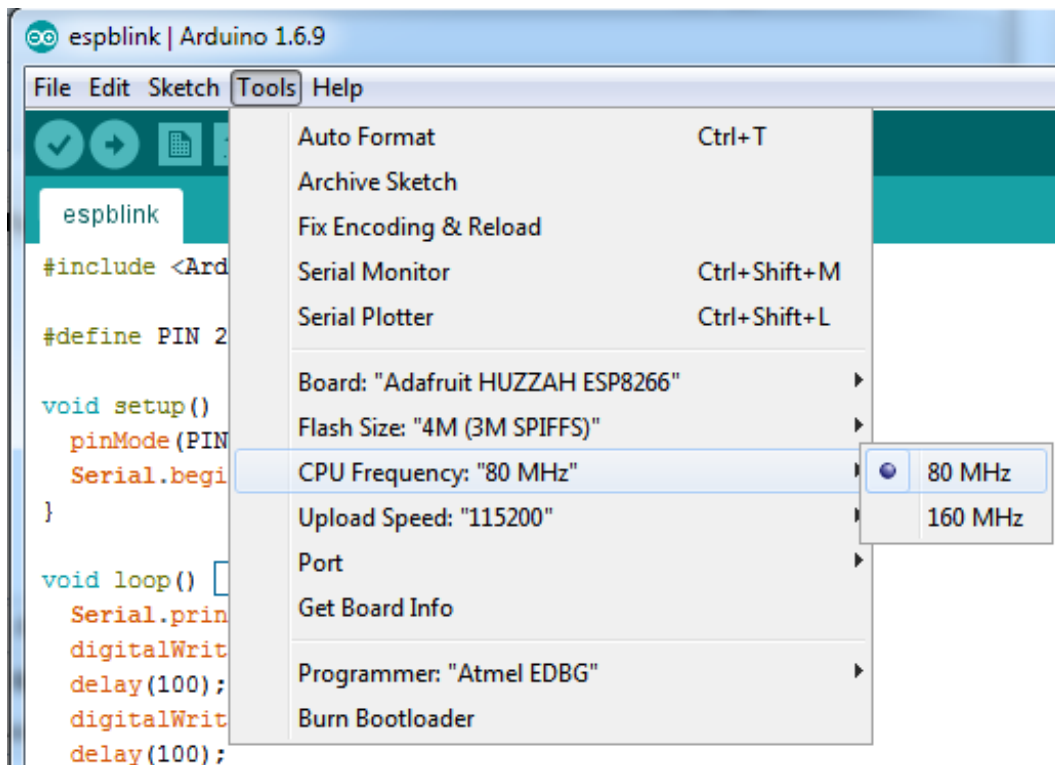 espblink | Arduino 1.6.9
File Edit Sketch Tools Help
Auto Format Ctrl+T
Archive Sketch
Fix Encoding & Reload
Serial Monitor Ctrl+Shift+M
Serial Plotter Ctrl+Shift+L
Board: "Adafruit HUZZAH ESP8266"
Flash Size: "4M (3M SPIFFS)"
CPU Frequency: "80 MHz"
80 MHz
160 MHz
Upload Speed: "115200"
Port
Get Board Info
Programmer: "Atmel EDBG"
Burn Bootloader
espblink
#include <Ard
#define PIN 2
void setup()
pinMode(PIN
Serial.begi
}
void loop()
Serial.prin
digitalWrit
delay(100);
digitalWrit
delay(100);